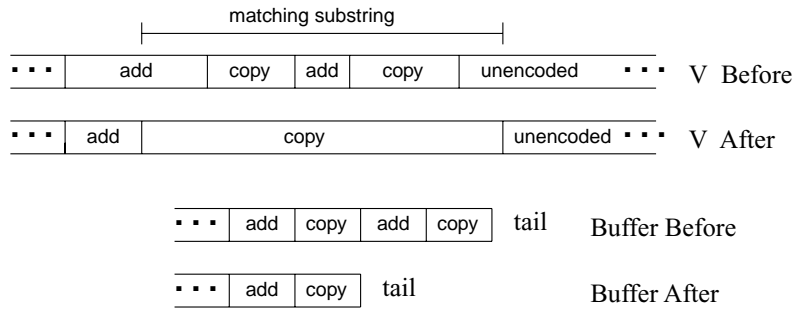 matching substring
▪ ▪ ▪ add copy add copy unencoded ▪ ▪ ▪ V Before
▪ ▪ ▪ add copy unencoded ▪ ▪ ▪ V After
▪ ▪ ▪ add copy add copy tail Buffer Before
▪ ▪ ▪ add copy tail Buffer After